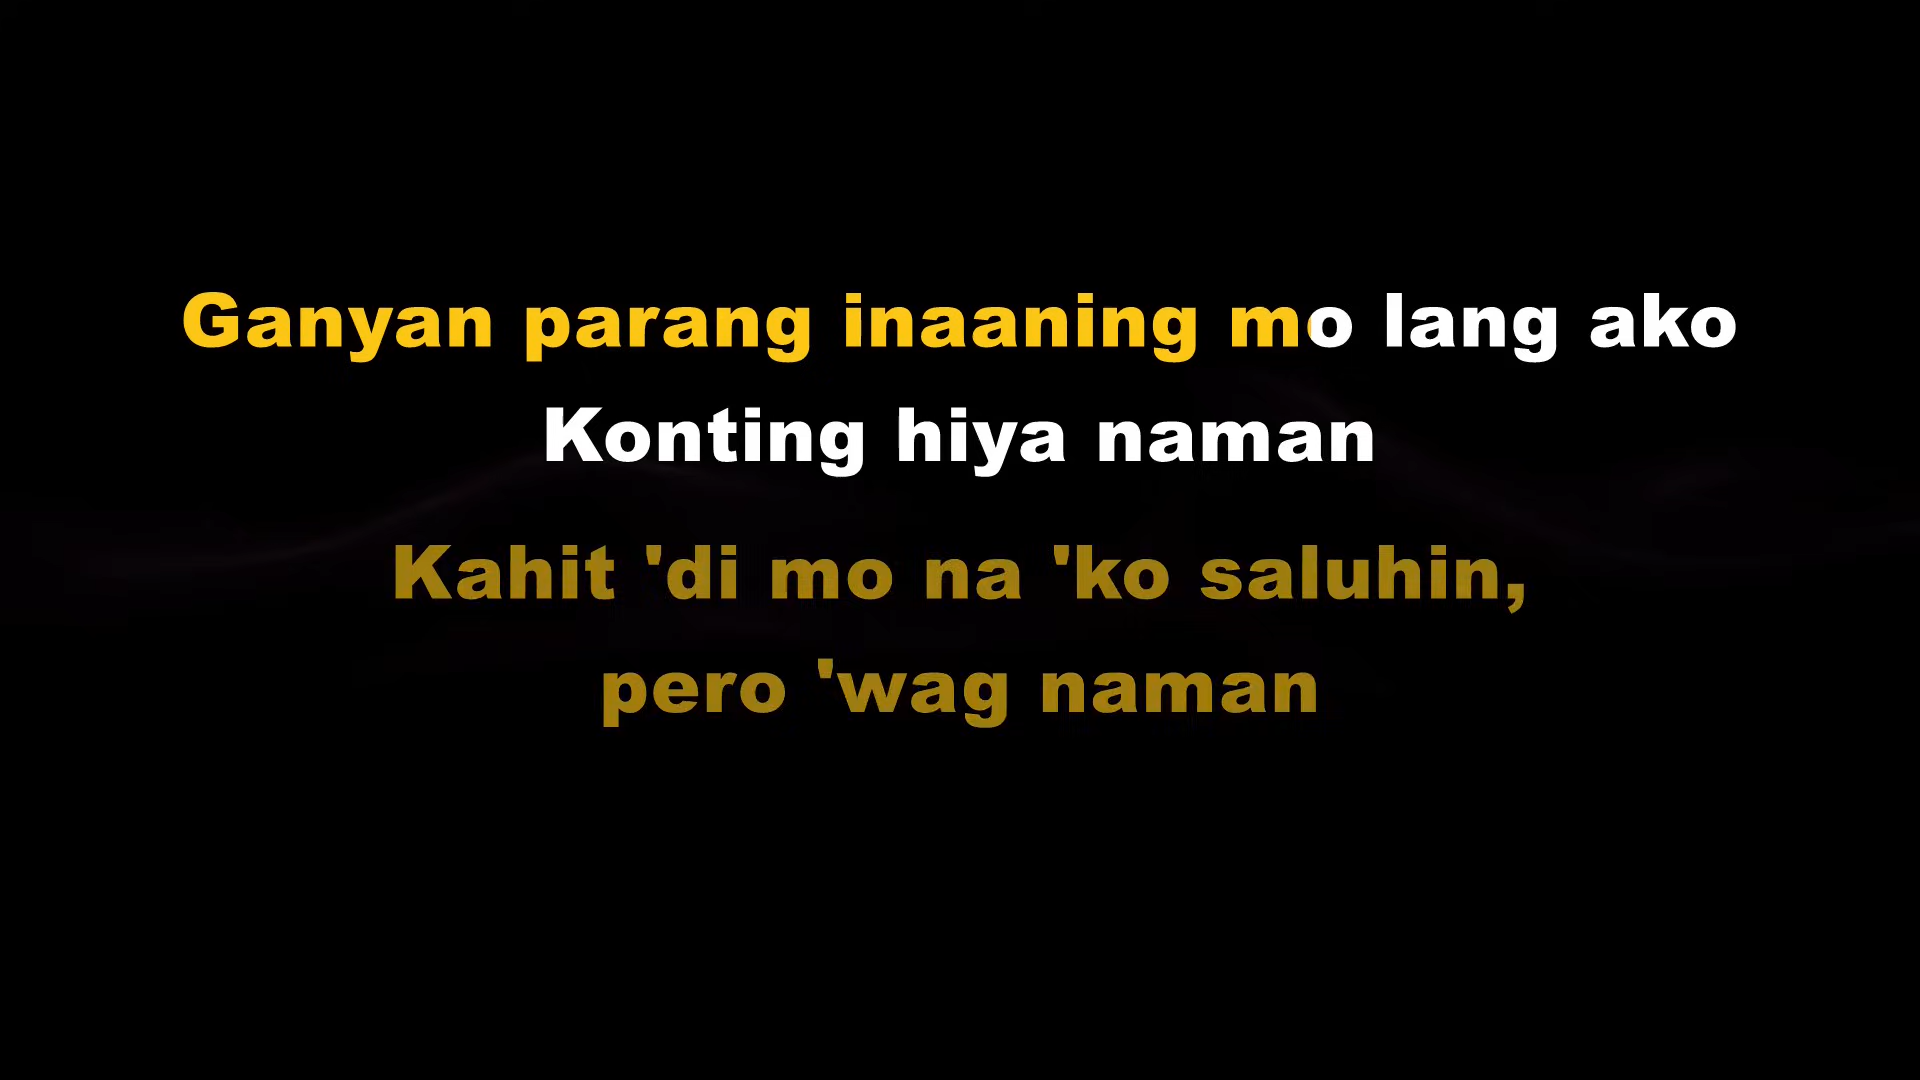 Ganyan parang inaaning mo lang ako
Konting hiya naman
Kahit 'di mo na 'ko saluhin,
pero 'wag naman